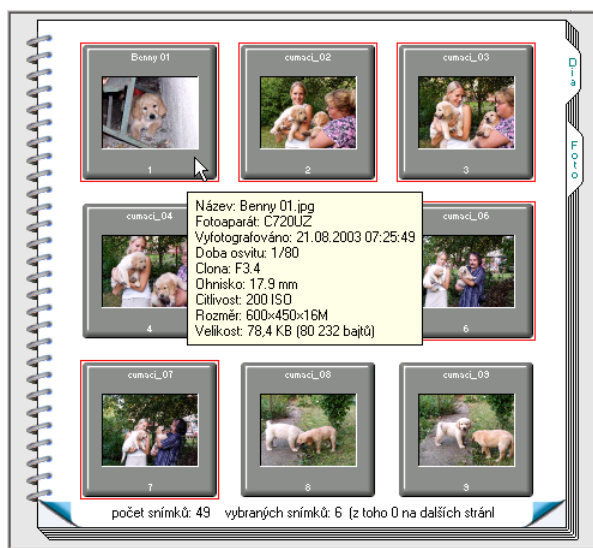 Benny 01
cumaci_02
cumaci_03
1
2
3
Dia
Foto
Název: Benny 01.jpg
Fotoaparát: C720UZ
Vyfotografováno: 21.08.2003 07:25:49
Doba osvitu: 1/80
Clona: F3.4
Ohnisko: 17.9 mm
Citlivost: 200 ISO
Rozměr: 600×450×16M
Velikost: 78,4 KB (80 232 bajtů)
cumaci_04
cumaci_06
4
6
cumaci_07
cumaci_08
cumaci_09
7
8
9
počet snímků: 49 vybraných snímků: 6 (z toho 0 na dalších stránl